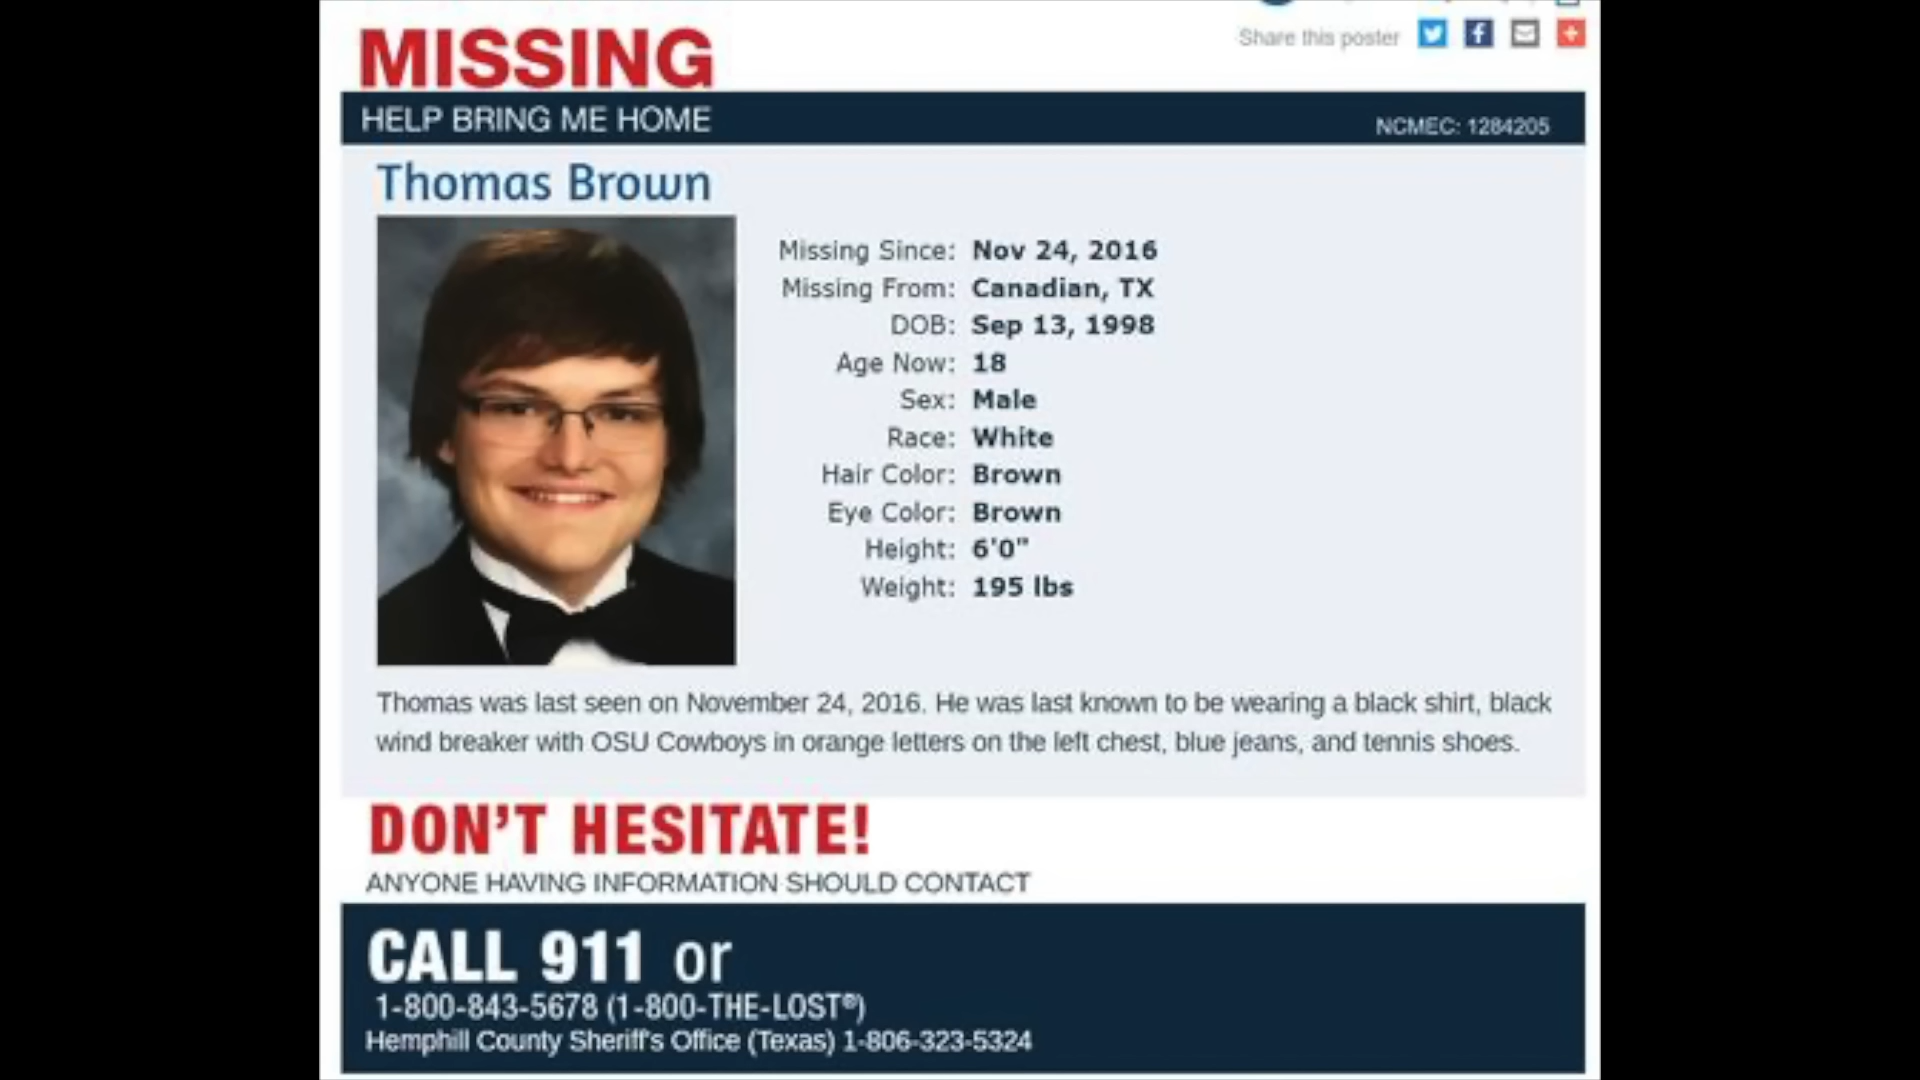 Share this poster
MISSING
HELP BRING ME HOME
NCMEC: 1284205
Thomas Brown
Missing Since: Nov 24, 2016
Missing From: Canadian, TX
DOB: Sep 13, 1998
Age Now: 18
Sex: Male
Race: White
Hair Color: Brown
Eye Color: Brown
Height: 6'0"
Weight: 195 lbs
Thomas was last seen on November 24, 2016. He was last known to be wearing a black shirt, black
wind breaker with OSU Cowboys in orange letters on the left chest, blue jeans, and tennis shoes.
DON'T HESITATE!
ANYONE HAVING INFORMATION SHOULD CONTACT
CALL 911 or
1-800-843-5678 (1-800-THE-LOST®)
Hemphill County Sheriff's Office (Texas) 1-806-323-5324